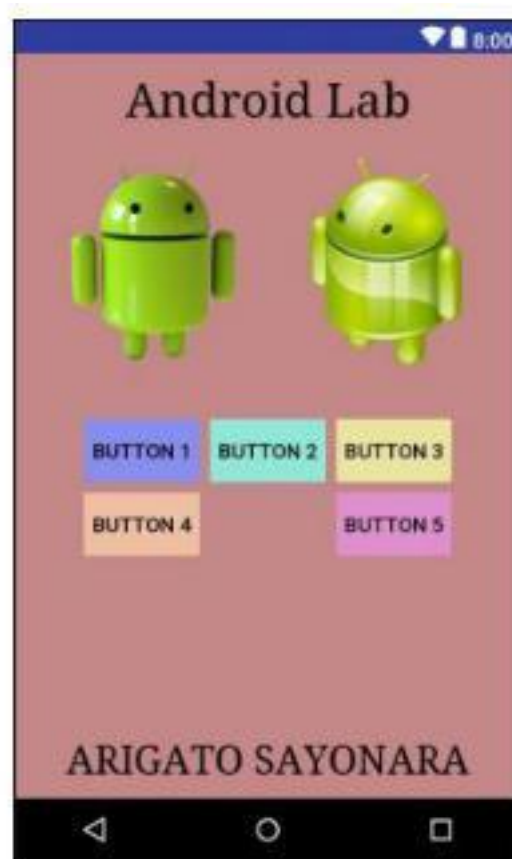 8:00
Android Lab
BUTTON 1 BUTTON 2 BUTTON 3
BUTTON 4 BUTTON 5
ARIGATO SAYONARA